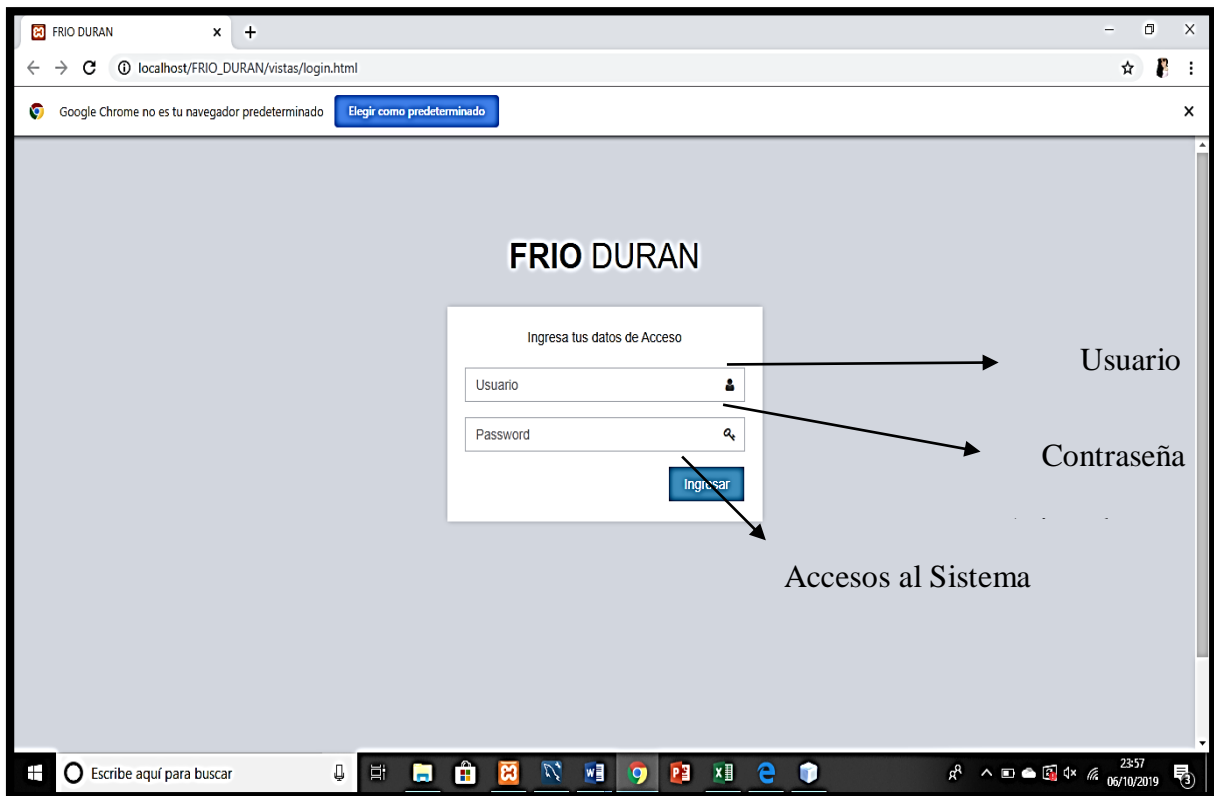 FRIO DURAN
localhost/FRIO_DURAN/vistas/login.html
Google Chrome no es tu navegador predeterminado Elegir como predeterminado
FRIO DURAN
Ingresa tus datos de Acceso
Usuario
Usuario
Password
Contraseña
Ingresar
Accesos al Sistema
Escribe aquí para buscar
23:57
06/10/2019
3